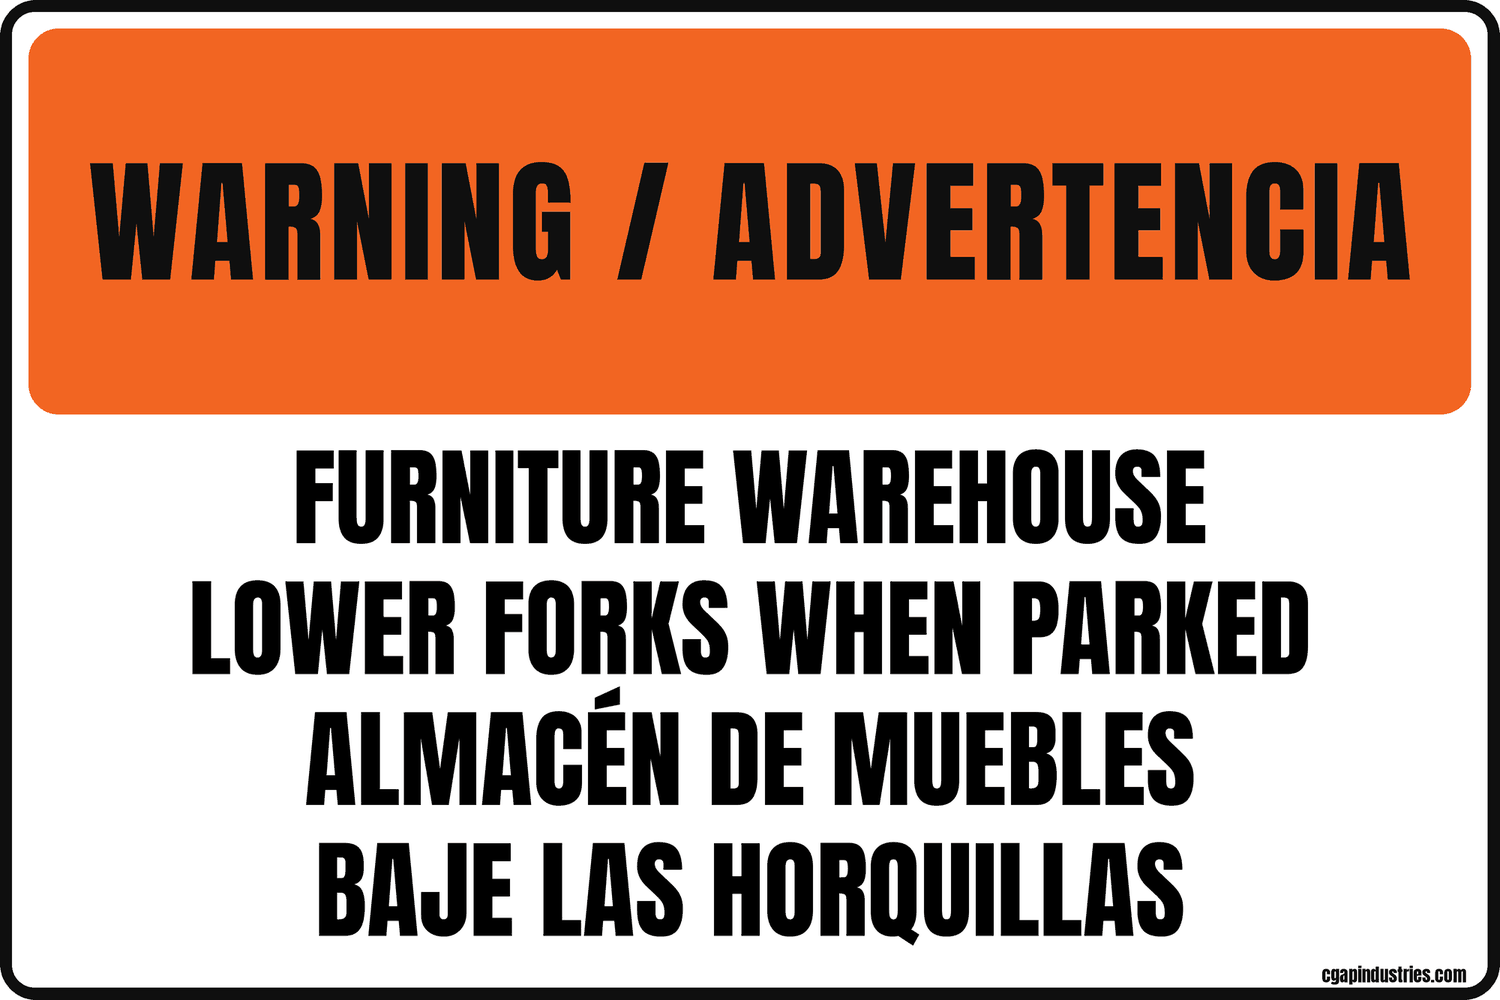 WARNING / ADVERTENCIA
FURNITURE WAREHOUSE
LOWER FORKS WHEN PARKED
ALMACÉN DE MUEBLES
BAJE LAS HORQUILLAS
cgapindustries.com